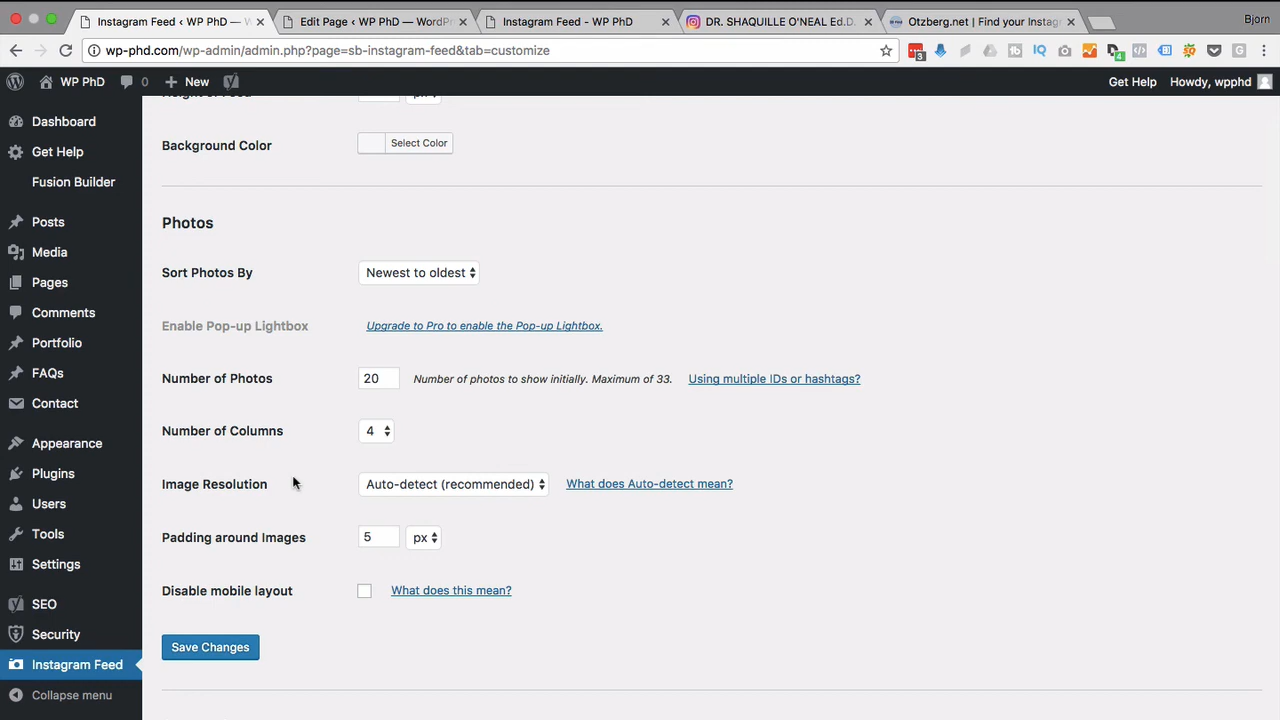 Instagram Feed ‹ WP PhD — W
Edit Page ‹ WP PhD — WordPr
Instagram Feed - WP PhD
DR. SHAQUILLE O'NEAL Ed.D.
Otzberg.net | Find your Instag
Bjorn
wp-phd.com/wp-admin/admin.php?page=sb-instagram-feed&tab=customize
WP PhD
0
New
Get Help
Howdy, wpphd
Dashboard
Get Help
Fusion Builder
Posts
Media
Pages
Comments
Portfolio
FAQs
Contact
Appearance
Plugins
Users
Tools
Settings
SEO
Security
Instagram Feed
Collapse menu
Background Color
Select Color
Photos
Sort Photos By
Newest to oldest
Enable Pop-up Lightbox
Upgrade to Pro to enable the Pop-up Lightbox.
Number of Photos
20
Number of photos to show initially. Maximum of 33.
Using multiple IDs or hashtags?
Number of Columns
4
Image Resolution
Auto-detect (recommended)
What does Auto-detect mean?
Padding around Images
5
px
Disable mobile layout
What does this mean?
Save Changes